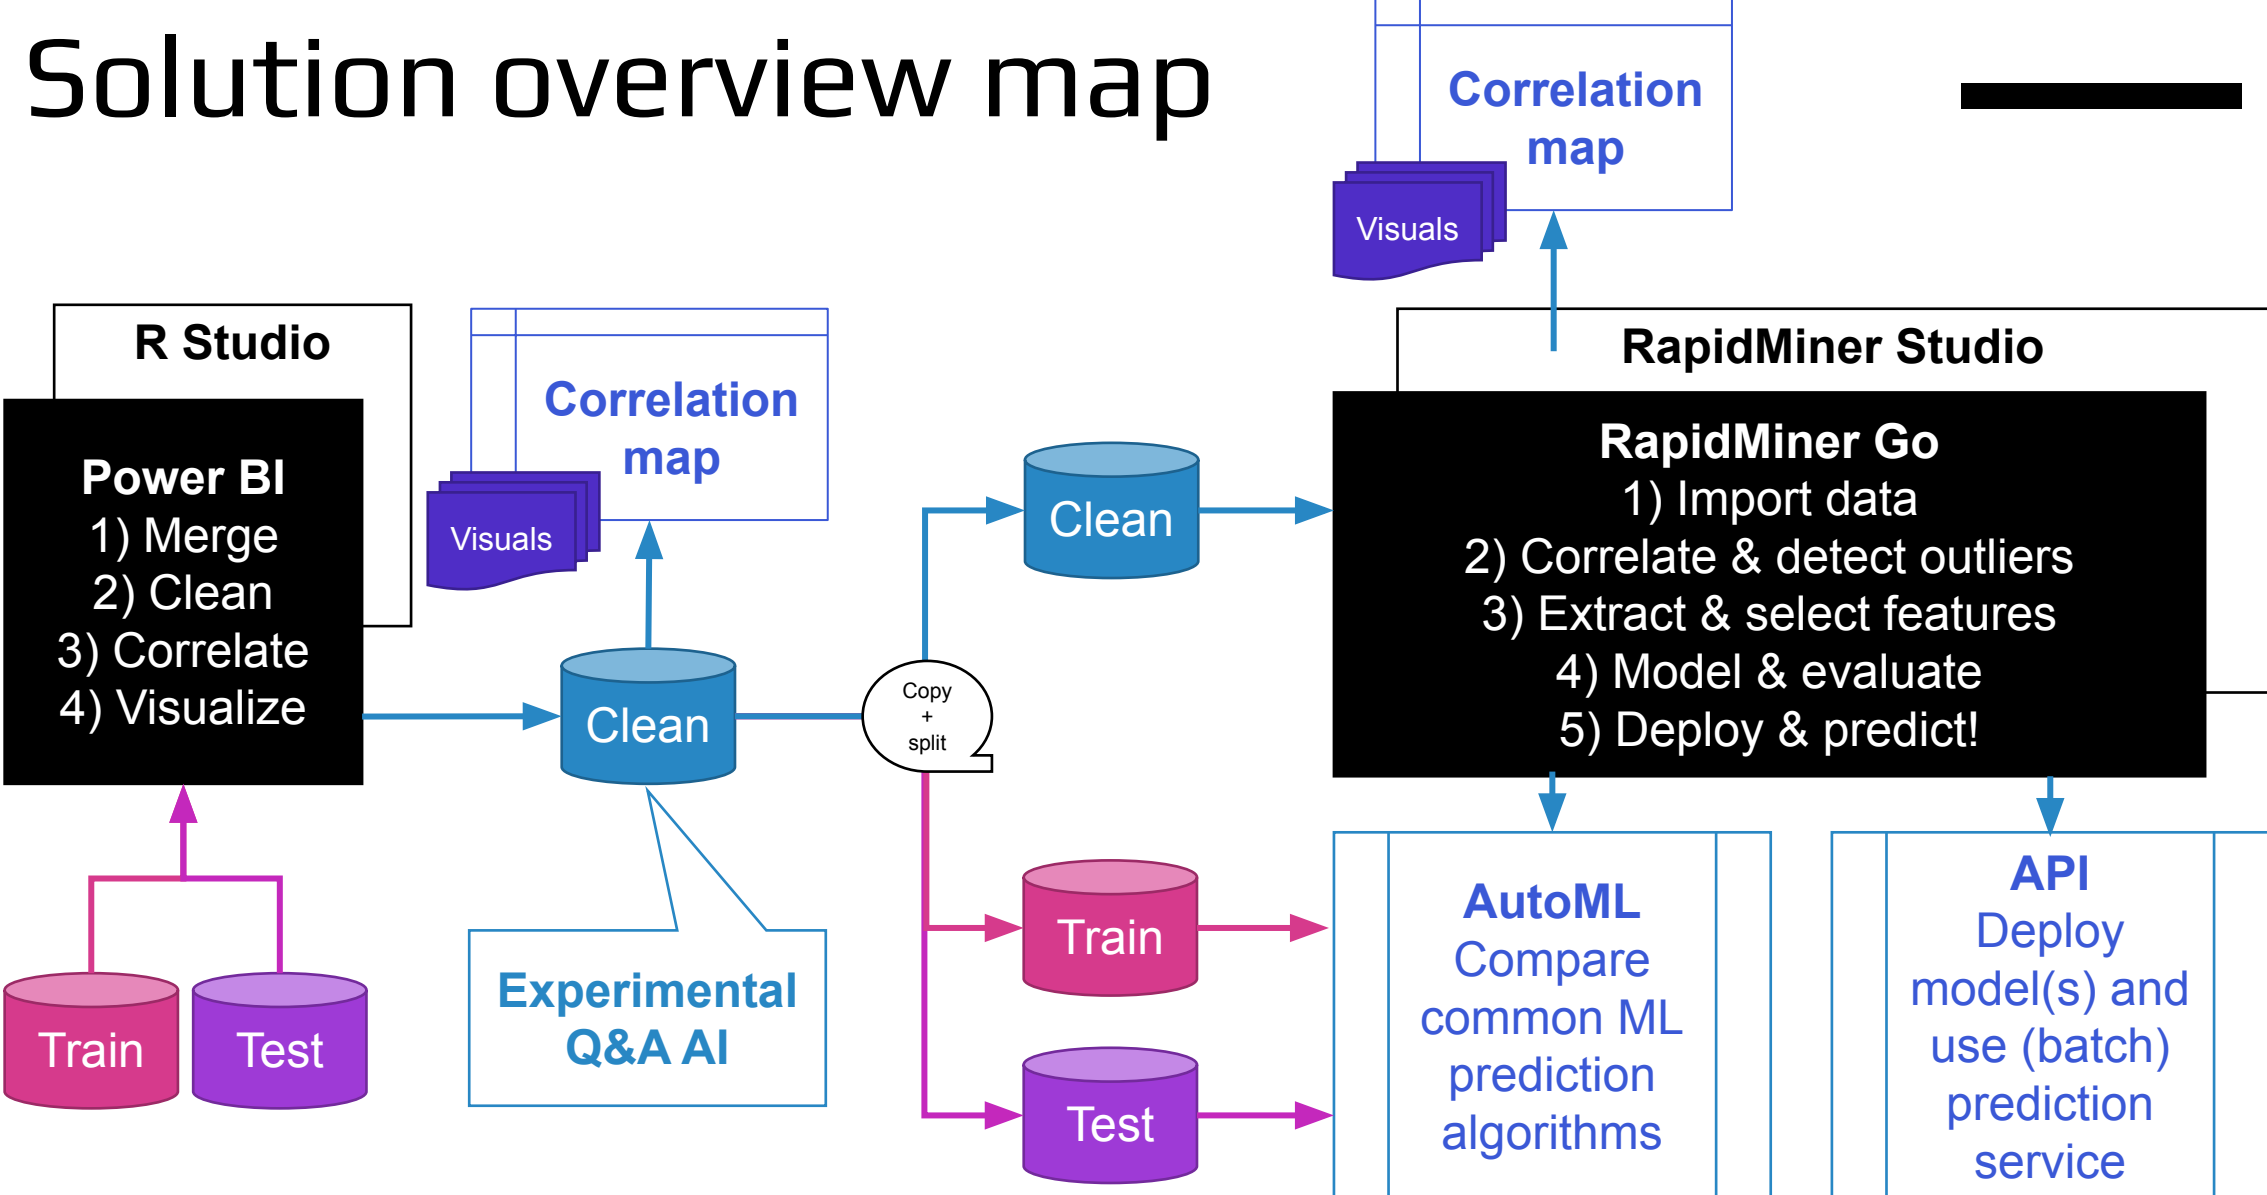 Solution overview map
Correlation
map
Visuals
R Studio
Power BI
1) Merge
2) Clean
3) Correlate
4) Visualize
Correlation
map
Visuals
Clean
Experimental
Q&A AI
Train
Test
Copy
+
split
Clean
Train
Test
RapidMiner Studio
RapidMiner Go
1) Import data
2) Correlate & detect outliers
3) Extract & select features
4) Model & evaluate
5) Deploy & predict!
AutoML
Compare
common ML
prediction
algorithms
API
Deploy
model(s) and
use (batch)
prediction
service